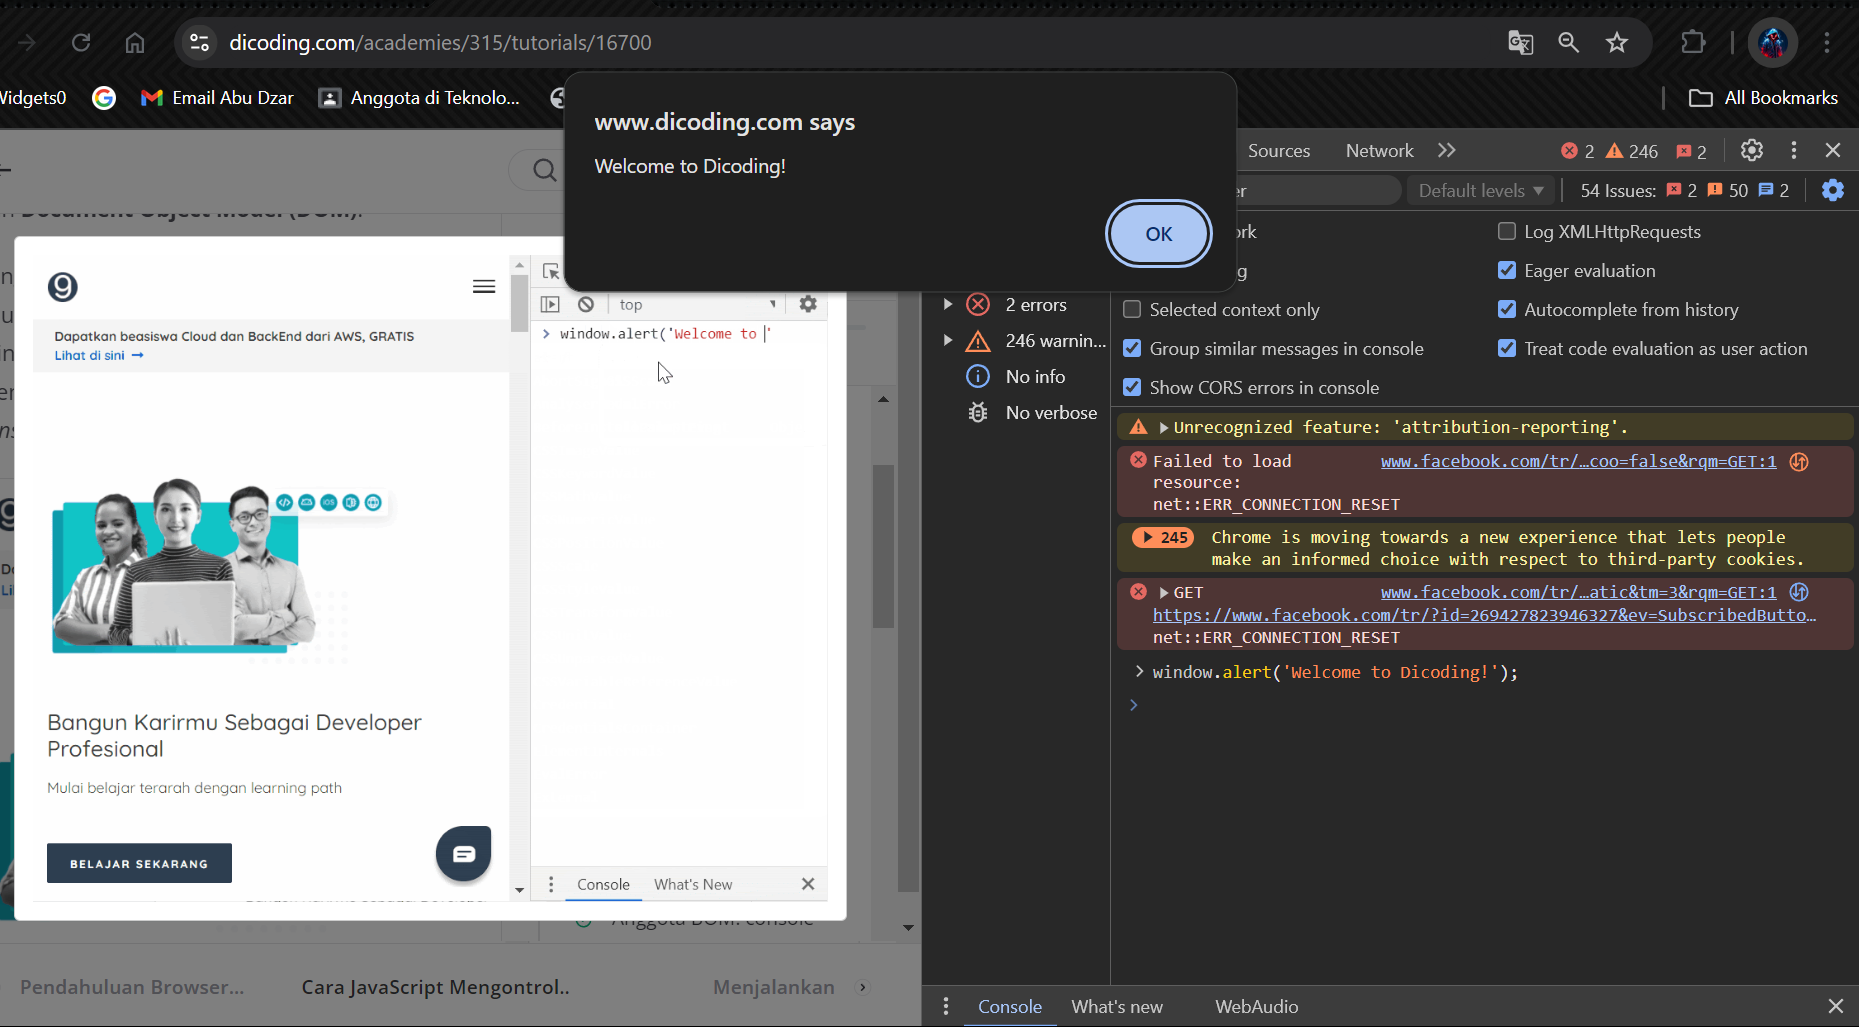 dicoding.com/academies/315/tutorials/16700
Widgets0
Email Abu Dzar
Anggota di Teknolo...
All Bookmarks
www.dicoding.com says
Welcome to Dicoding!
OK
Sources
Network
2
246
2
Default levels ▼
54 Issues:
2
50
2
Log XMLHttpRequests
Eager evaluation
Selected context only
Autocomplete from history
Group similar messages in console
Treat code evaluation as user action
Show CORS errors in console
2 errors
246 warnin...
No info
No verbose
Unrecognized feature: 'attribution-reporting'.
Failed to load
www.facebook.com/tr/…coo=false&rqm=GET:1
resource:
net::ERR_CONNECTION_RESET
245
Chrome is moving towards a new experience that lets people
make an informed choice with respect to third-party cookies.
GET
www.facebook.com/tr/…atic&tm=3&rqm=GET:1
https://www.facebook.com/tr/?id=269427823946327&ev=SubscribedButto…
net::ERR_CONNECTION_RESET
> window.alert('Welcome to Dicoding!');
>
Dapatkan beasiswa Cloud dan BackEnd dari AWS, GRATIS
Lihat di sini →
top
> window.alert('Welcome to '
iOS
Bangun Karirmu Sebagai Developer
Profesional
Mulai belajar terarah dengan learning path
BELAJAR SEKARANG
Console
What's New
Anggota BOM: console
Pendahuluan Browser...
Cara JavaScript Mengontrol..
Menjalankan
Console
What's new
WebAudio